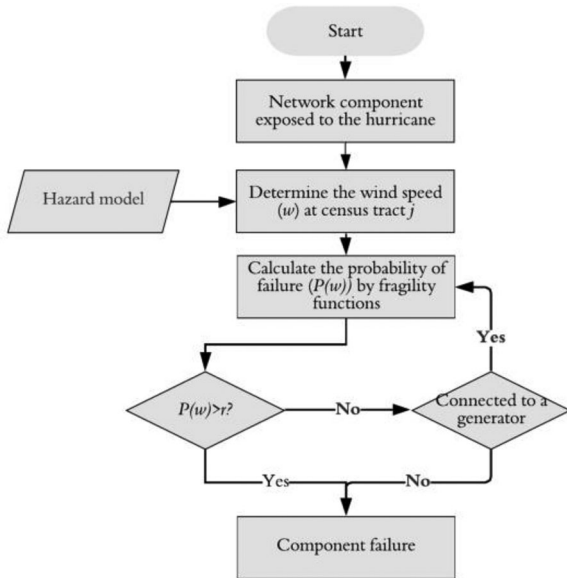 Start
Network component
exposed to the hurricane
Hazard model
Determine the wind speed
(w) at census tract j
Calculate the probability of
failure (P(w)) by fragility
functions
Yes
P(w)>r?
No
Connected to a
generator
Yes
No
Component failure